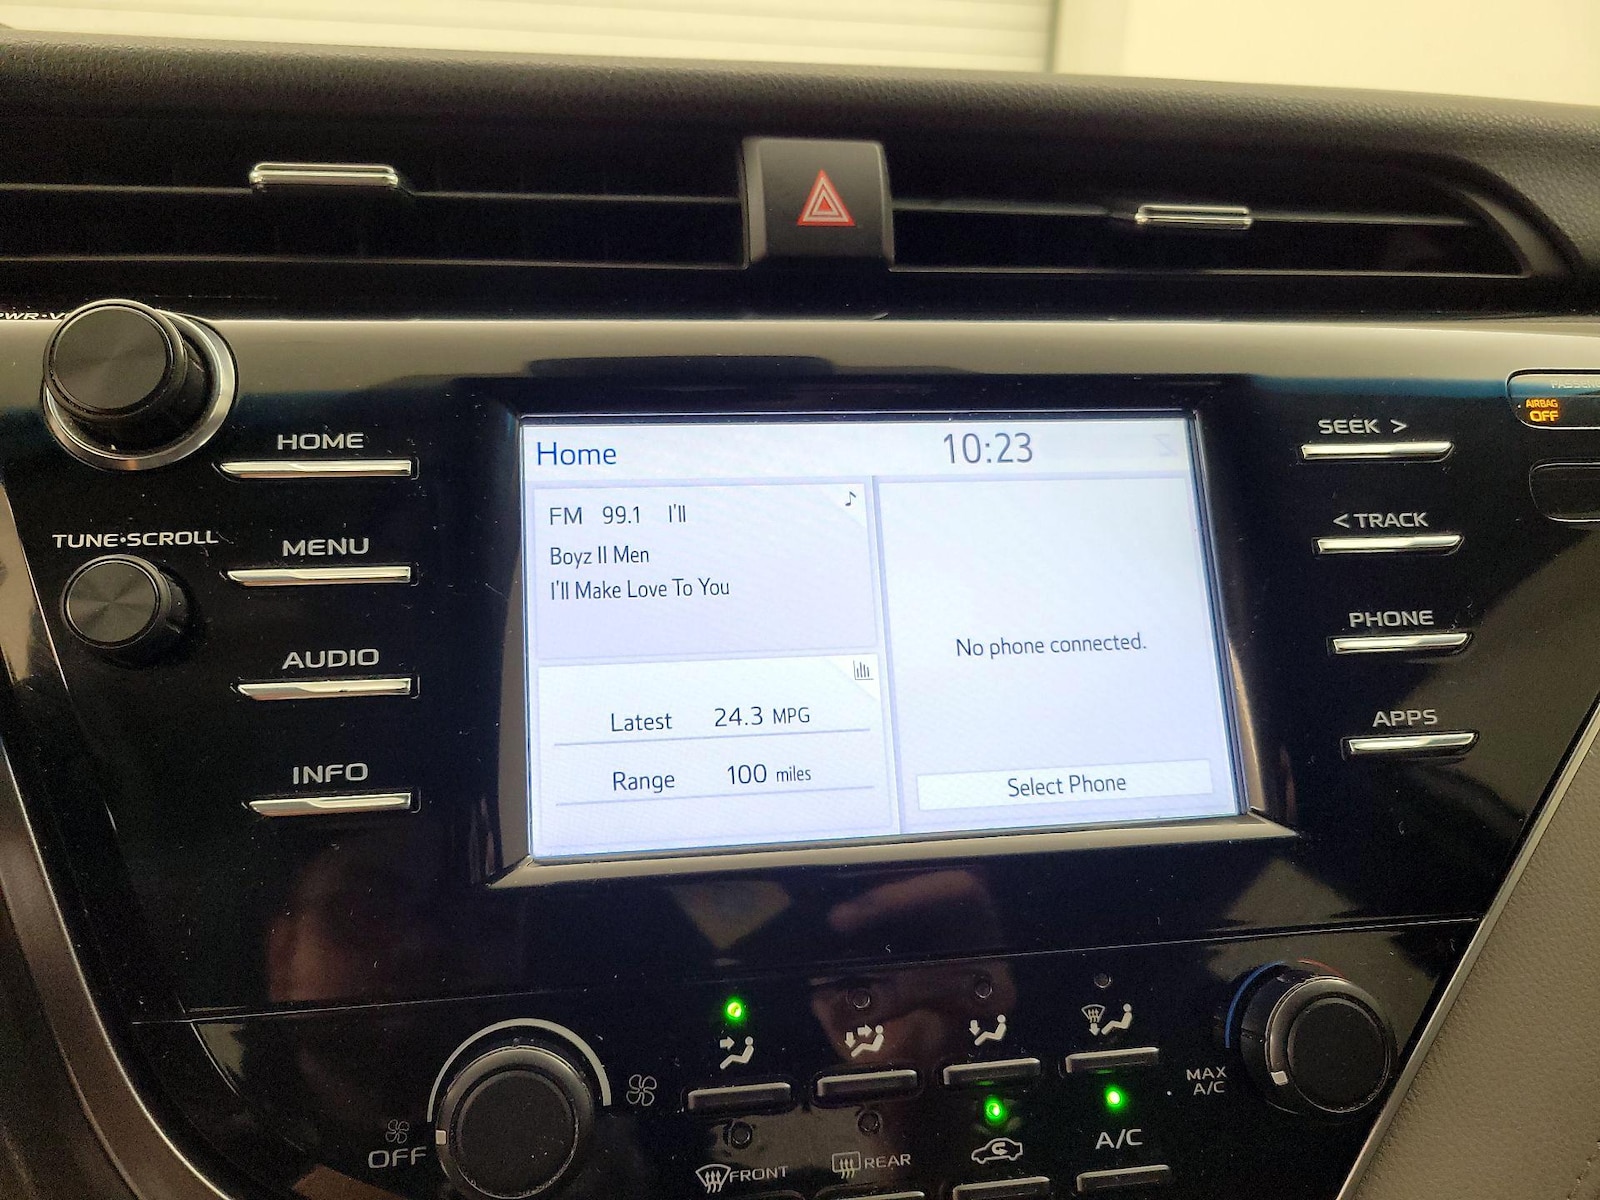 HOME
TUNE•SCROLL
MENU
AUDIO
INFO
Home
10:23
FM 99.1 I'll
Boyz II Men
I'll Make Love To You
Latest 24.3 MPG
Range 100 miles
No phone connected.
Select Phone
SEEK >
< TRACK
PHONE
APPS
AIRBAG
OFF
OFF
MAX
A/C
FRONT
REAR
A/C